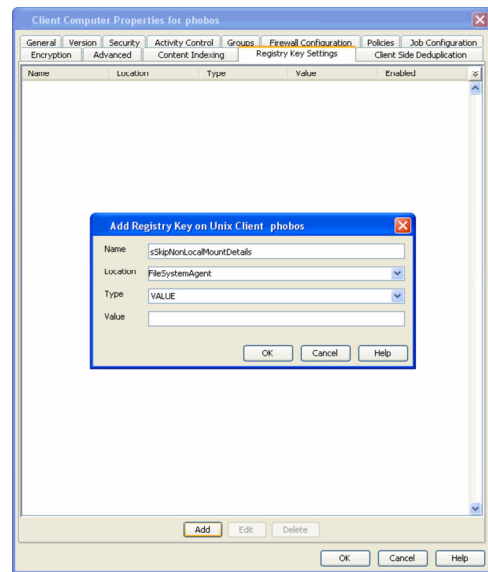 Client Computer Properties for phobos
General Version Security Activity Control Groups Firewall Configuration Policies Job Configuration
Encryption Advanced Content Indexing Registry Key Settings Client Side Deduplication
Name Location Type Value Enabled
Add Registry Key on Unix Client phobos
Name sSkipNonLocalMountDetails
Location FileSystemAgent
Type VALUE
Value
OK Cancel Help
Add Edit Delete
OK Cancel Help